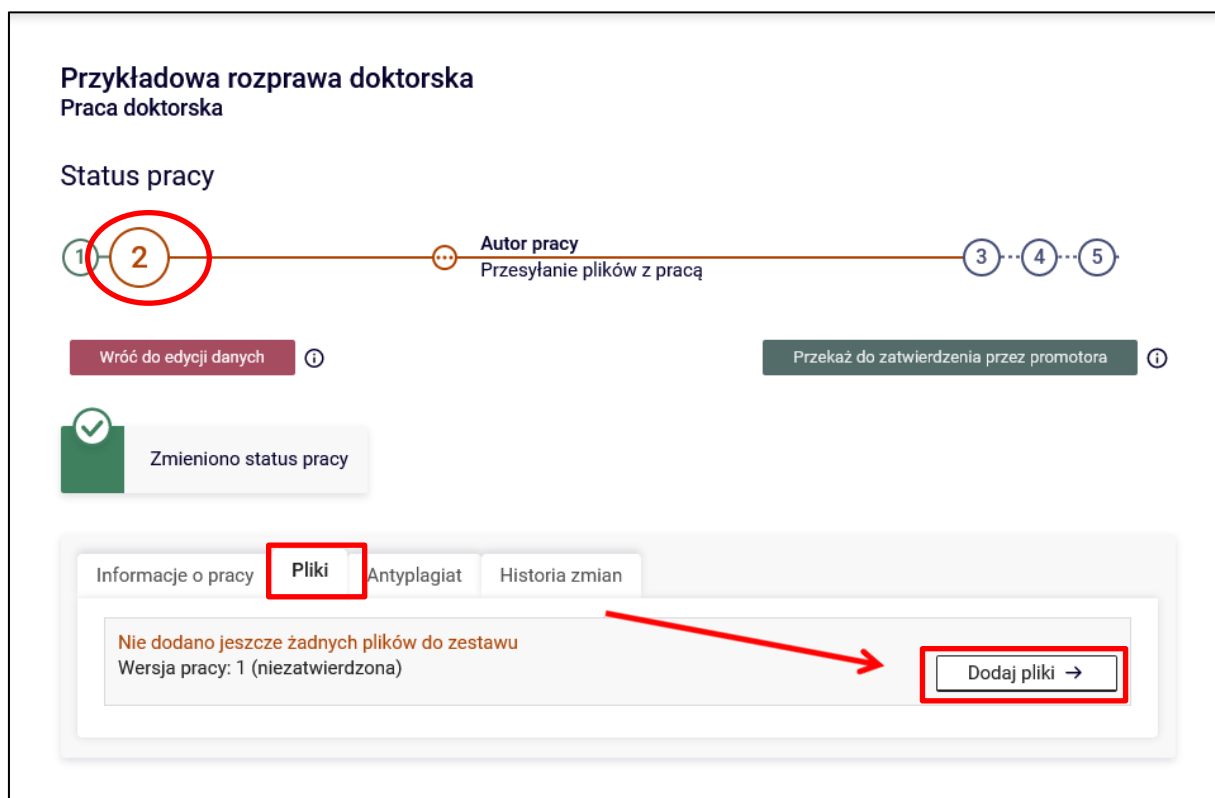 Przykładowa rozprawa doktorska
Praca doktorska
Status pracy
1
2
Autor pracy
Przesyłanie plików z pracą
3
4
5
Wróć do edycji danych
Przekaż do zatwierdzenia przez promotora
Zmieniono status pracy
Informacje o pracy
Pliki
Antyplagiat
Historia zmian
Nie dodano jeszcze żadnych plików do zestawu
Wersja pracy: 1 (niezatwierdzona)
Dodaj pliki →